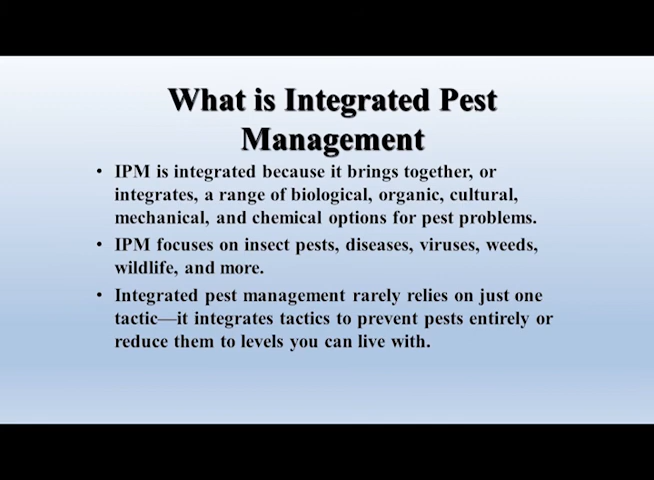 What is Integrated Pest
Management
• IPM is integrated because it brings together, or
integrates, a range of biological, organic, cultural,
mechanical, and chemical options for pest problems.
• IPM focuses on insect pests, diseases, viruses, weeds,
wildlife, and more.
• Integrated pest management rarely relies on just one
tactic—it integrates tactics to prevent pests entirely or
reduce them to levels you can live with.